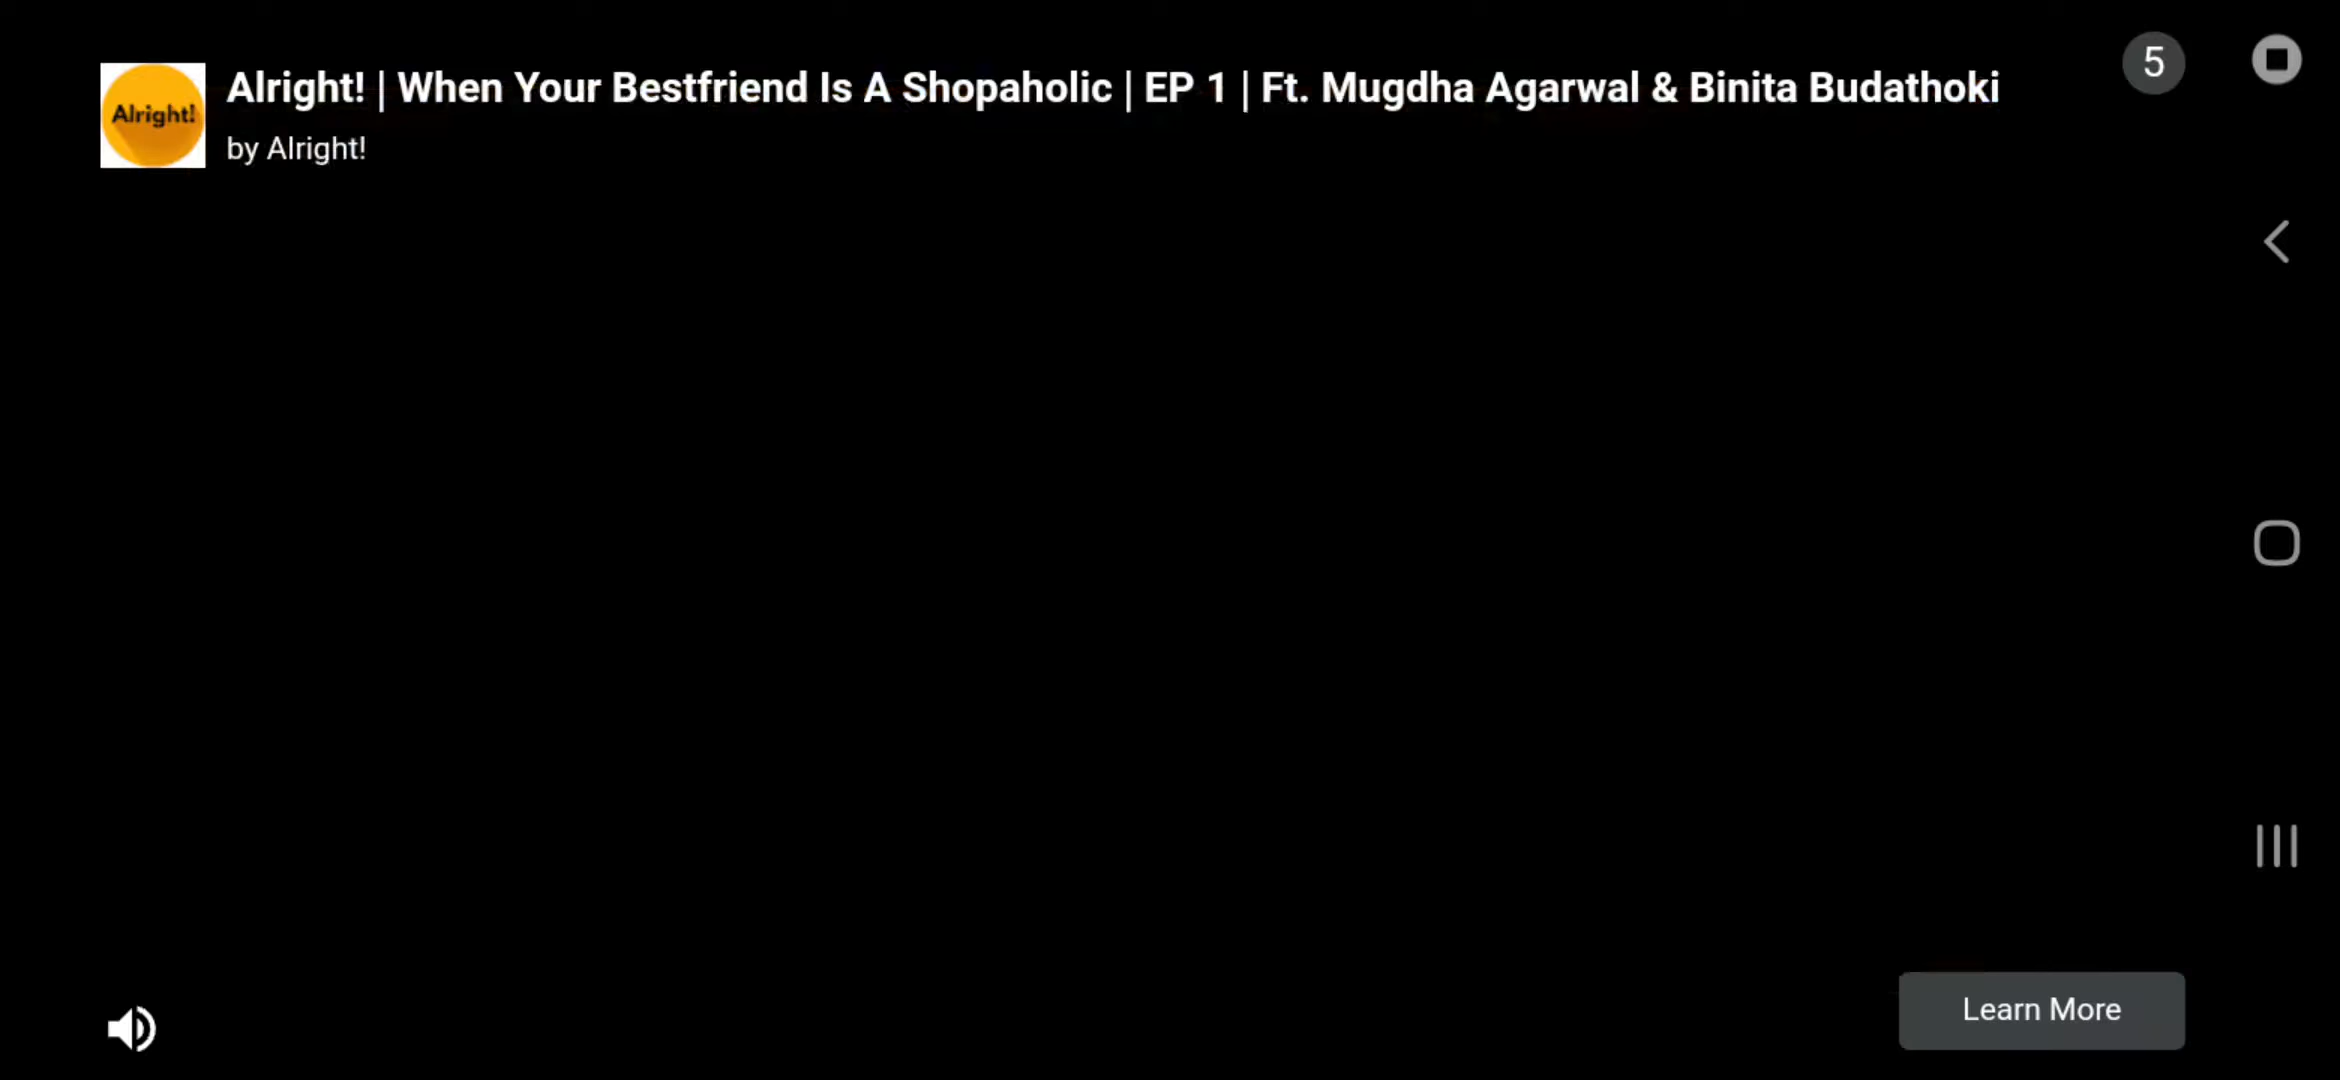 Alright!
Alright! | When Your Bestfriend Is A Shopaholic | EP 1 | Ft. Mugdha Agarwal & Binita Budathoki
by Alright!
5
Learn More